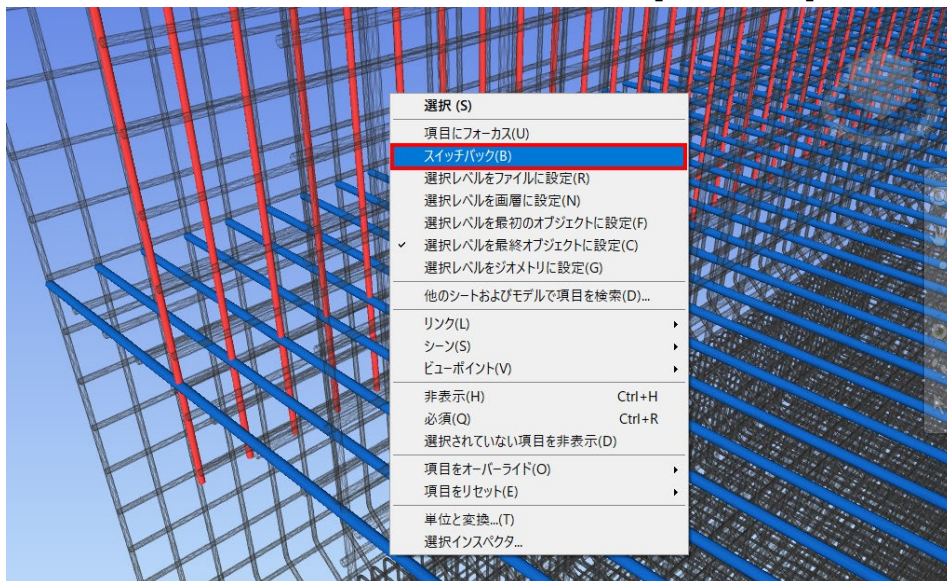 選択 (S)
項目にフォーカス(U)
スイッチバック(B)
選択レベルをファイルに設定(R)
選択レベルを画層に設定(N)
選択レベルを最初のオブジェクトに設定(F)
選択レベルを最終オブジェクトに設定(C)
選択レベルをジオメトリに設定(G)
他のシートおよびモデルで項目を検索(D)...
リンク(L)
シーン(S)
ビューポイント(V)
非表示(H) Ctrl+H
必須(Q) Ctrl+R
選択されていない項目を非表示(D)
項目をオーバーライド(O)
項目をリセット(E)
単位と変換...(T)
選択インスペクタ...